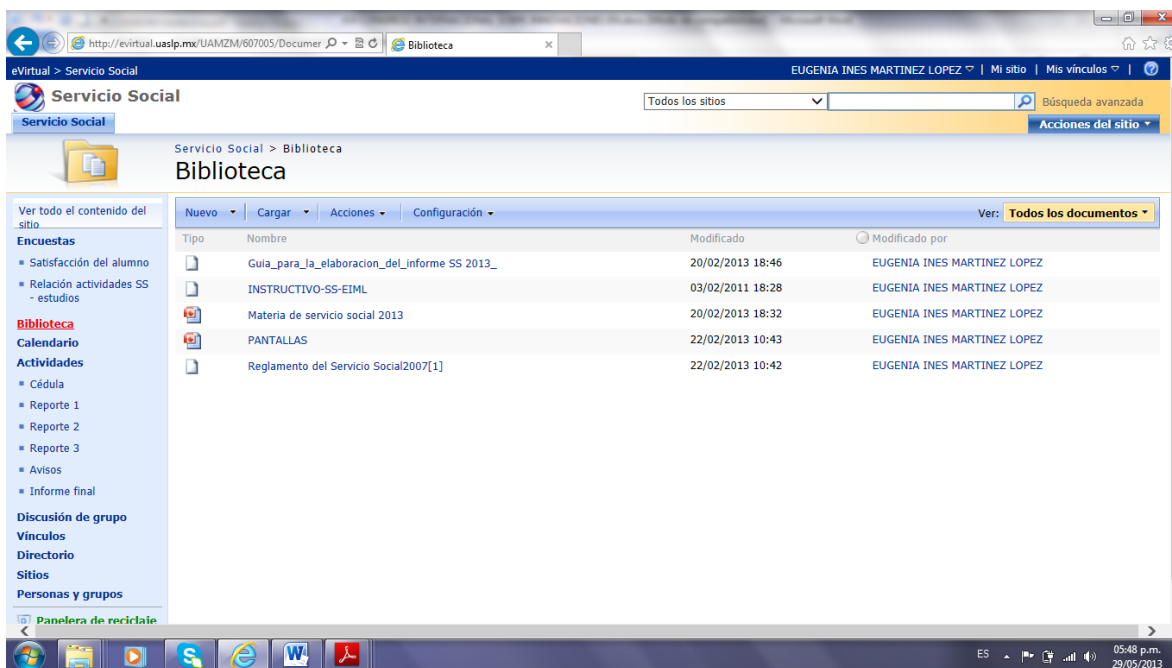 http://evirtual.uaslp.mx/UAMZM/607005/Documer
Biblioteca
eVirtual > Servicio Social
EUGENIA INES MARTINEZ LOPEZ | Mi sitio | Mis vínculos |
Servicio Social
Todos los sitios
Búsqueda avanzada
Servicio Social
Acciones del sitio
Servicio Social > Biblioteca
Biblioteca
Ver todo el contenido del
sitio
Encuestas
Satisfacción del alumno
Relación actividades SS
- estudios
Biblioteca
Calendario
Actividades
Cédula
Reporte 1
Reporte 2
Reporte 3
Avisos
Informe final
Discusión de grupo
Vínculos
Directorio
Sitios
Personas y grupos
Papelera de reciclaje
Nuevo Cargar Acciones Configuración Ver: Todos los documentos
Tipo Nombre Modificado Modificado por
Guia_para_la_elaboracion_del_informe SS 2013_ 20/02/2013 18:46 EUGENIA INES MARTINEZ LOPEZ
INSTRUCTIVO-SS-EIML 03/02/2011 18:28 EUGENIA INES MARTINEZ LOPEZ
Materia de servicio social 2013 20/02/2013 18:32 EUGENIA INES MARTINEZ LOPEZ
PANTALLAS 22/02/2013 10:43 EUGENIA INES MARTINEZ LOPEZ
Reglamento del Servicio Social2007[1] 22/02/2013 10:42 EUGENIA INES MARTINEZ LOPEZ
ES
05:48 p.m.